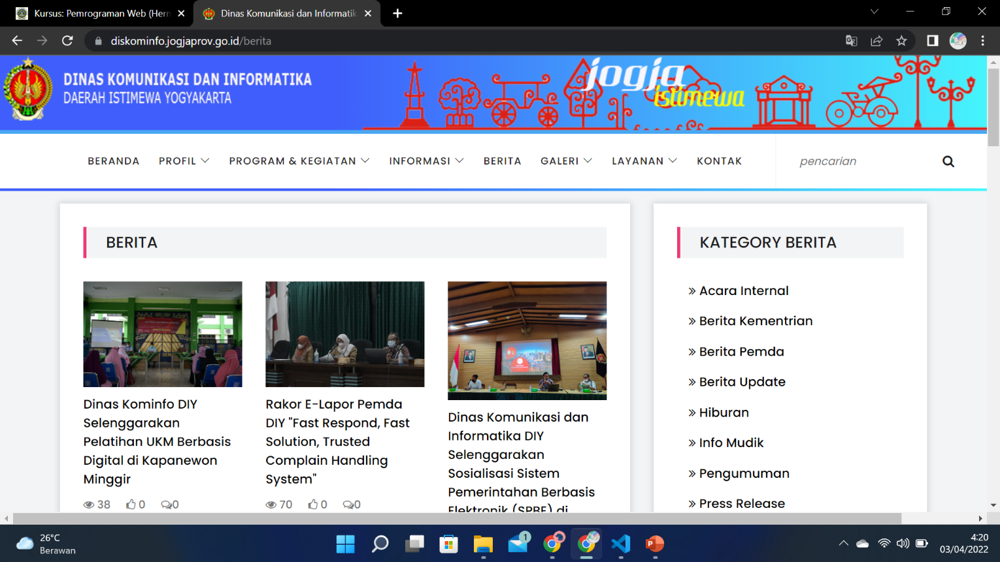 Kursus: Pemrograman Web (Hern
Dinas Komunikasi dan Informatik
diskominfo.jogjaprov.go.id/berita
DINAS KOMUNIKASI DAN INFORMATIKA
DAERAH ISTIMEWA YOGYAKARTA
jogja
istimewa
BERANDA PROFIL PROGRAM & KEGIATAN INFORMASI BERITA GALERI LAYANAN KONTAK pencarian
BERITA
Dinas Kominfo DIY
Selenggarakan
Pelatihan UKM Berbasis
Digital di Kapanewon
Minggir
38 0 0
Rakor E-Lapor Pemda
DIY "Fast Respond, Fast
Solution, Trusted
Complain Handling
System"
70 0 0
Dinas Komunikasi dan
Informatika DIY
Selenggarakan
Sosialisasi Sistem
Pemerintahan Berbasis
Elektronik (SPBE) di
KATEGORY BERITA
» Acara Internal
» Berita Kementrian
» Berita Pemda
» Berita Update
» Hiburan
» Info Mudik
» Pengumuman
» Press Release
26°C
Berawan
1
4:20
03/04/2022